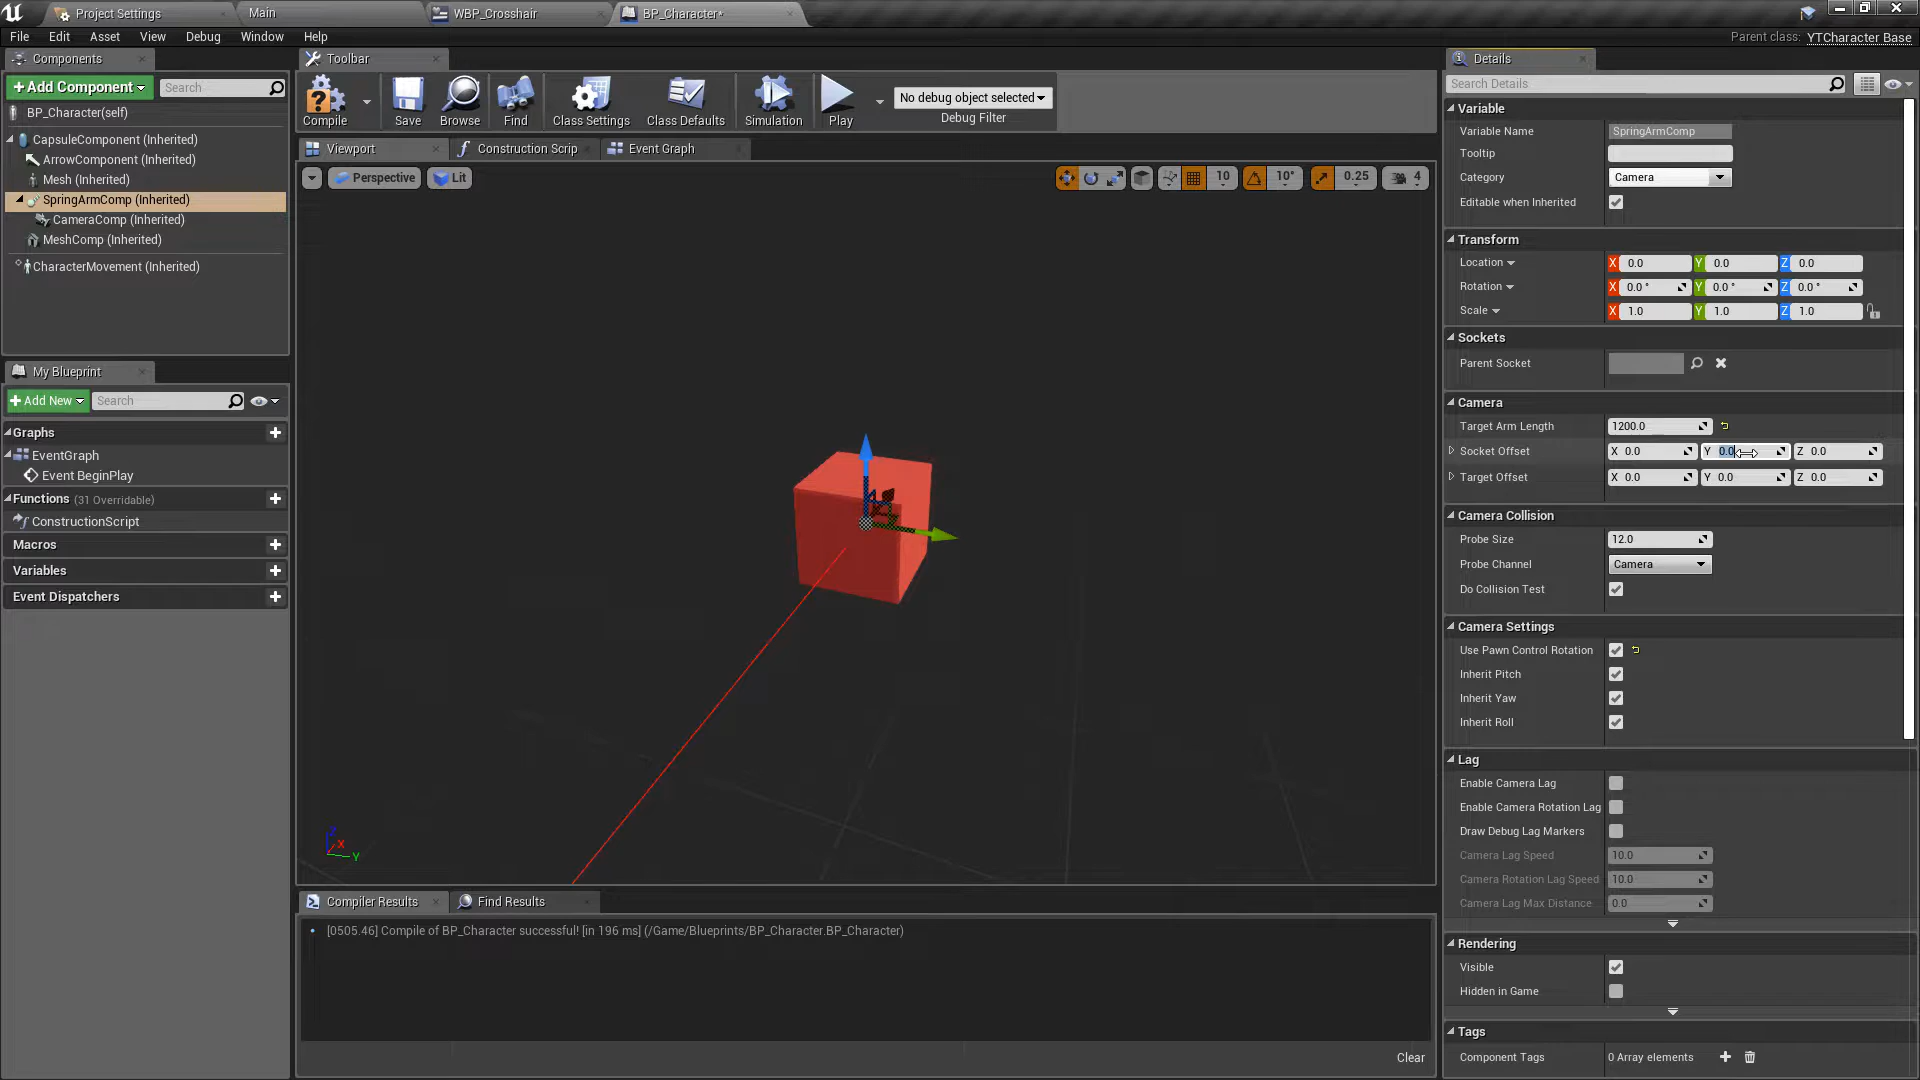 Project Settings
Main
WBP_Crosshair
BP_Character*
File Edit Asset View Debug Window Help
Parent class: YTCharacter Base
Components
+Add Component
Search
BP_Character(self)
CapsuleComponent (Inherited)
ArrowComponent (Inherited)
Mesh (Inherited)
SpringArmComp (Inherited)
CameraComp (Inherited)
MeshComp (Inherited)
CharacterMovement (Inherited)
My Blueprint
+Add New
Search
Graphs
EventGraph
Event BeginPlay
Functions (31 Overridable)
ConstructionScript
Macros
Variables
Event Dispatchers
Toolbar
Compile
Save
Browse
Find
Class Settings
Class Defaults
Simulation
Play
No debug object selected
Debug Filter
Viewport
Construction Scrip
Event Graph
Perspective
Lit
10
10°
0.25
4
Z
X
Y
Compiler Results
Find Results
[0505.46] Compile of BP_Character successful! [in 196 ms] (/Game/Blueprints/BP_Character.BP_Character)
Clear
Details
Search Details
Variable
Variable Name SpringArmComp
Tooltip
Category Camera
Editable when Inherited
Transform
Location X 0.0 Y 0.0 Z 0.0
Rotation X 0.0 ° Y 0.0 ° Z 0.0 °
Scale X 1.0 Y 1.0 Z 1.0
Sockets
Parent Socket
Camera
Target Arm Length 1200.0
Socket Offset X 0.0 Y 0.0 Z 0.0
Target Offset X 0.0 Y 0.0 Z 0.0
Camera Collision
Probe Size 12.0
Probe Channel Camera
Do Collision Test
Camera Settings
Use Pawn Control Rotation
Inherit Pitch
Inherit Yaw
Inherit Roll
Lag
Enable Camera Lag
Enable Camera Rotation Lag
Draw Debug Lag Markers
Camera Lag Speed 10.0
Camera Rotation Lag Speed 10.0
Camera Lag Max Distance 0.0
Rendering
Visible
Hidden in Game
Tags
Component Tags 0 Array elements